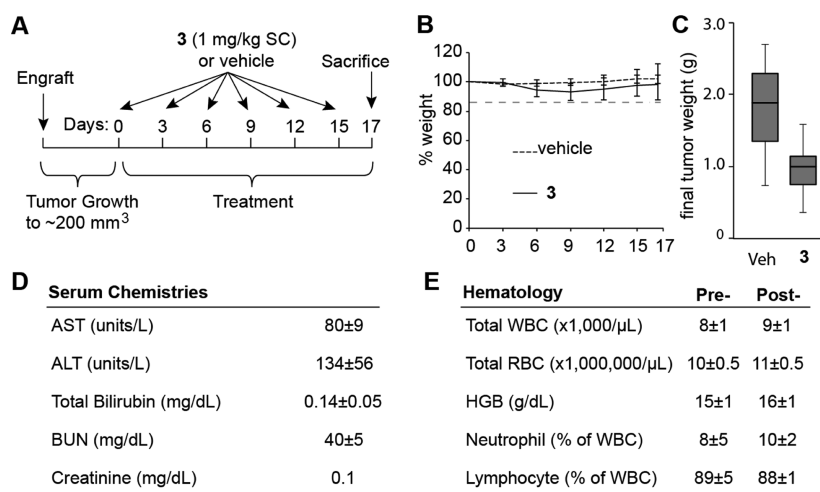 A
3 (1 mg/kg SC)
or vehicle
Engraft
Sacrifice
Days: 0 3 6 9 12 15 17
Tumor Growth
to ~200 mm3
Treatment
B
% weight
120
100
80
60
40
20
0
vehicle
3
0 3 6 9 12 15 17
C
final tumor weight (g)
3.0
2.0
1.0
0
Veh 3
D
Serum Chemistries
AST (units/L) 80±9
ALT (units/L) 134±56
Total Bilirubin (mg/dL) 0.14±0.05
BUN (mg/dL) 40±5
Creatinine (mg/dL) 0.1
E
Hematology Pre- Post-
Total WBC (x1,000/µL) 8±1 9±1
Total RBC (x1,000,000/µL) 10±0.5 11±0.5
HGB (g/dL) 15±1 16±1
Neutrophil (% of WBC) 8±5 10±2
Lymphocyte (% of WBC) 89±5 88±1